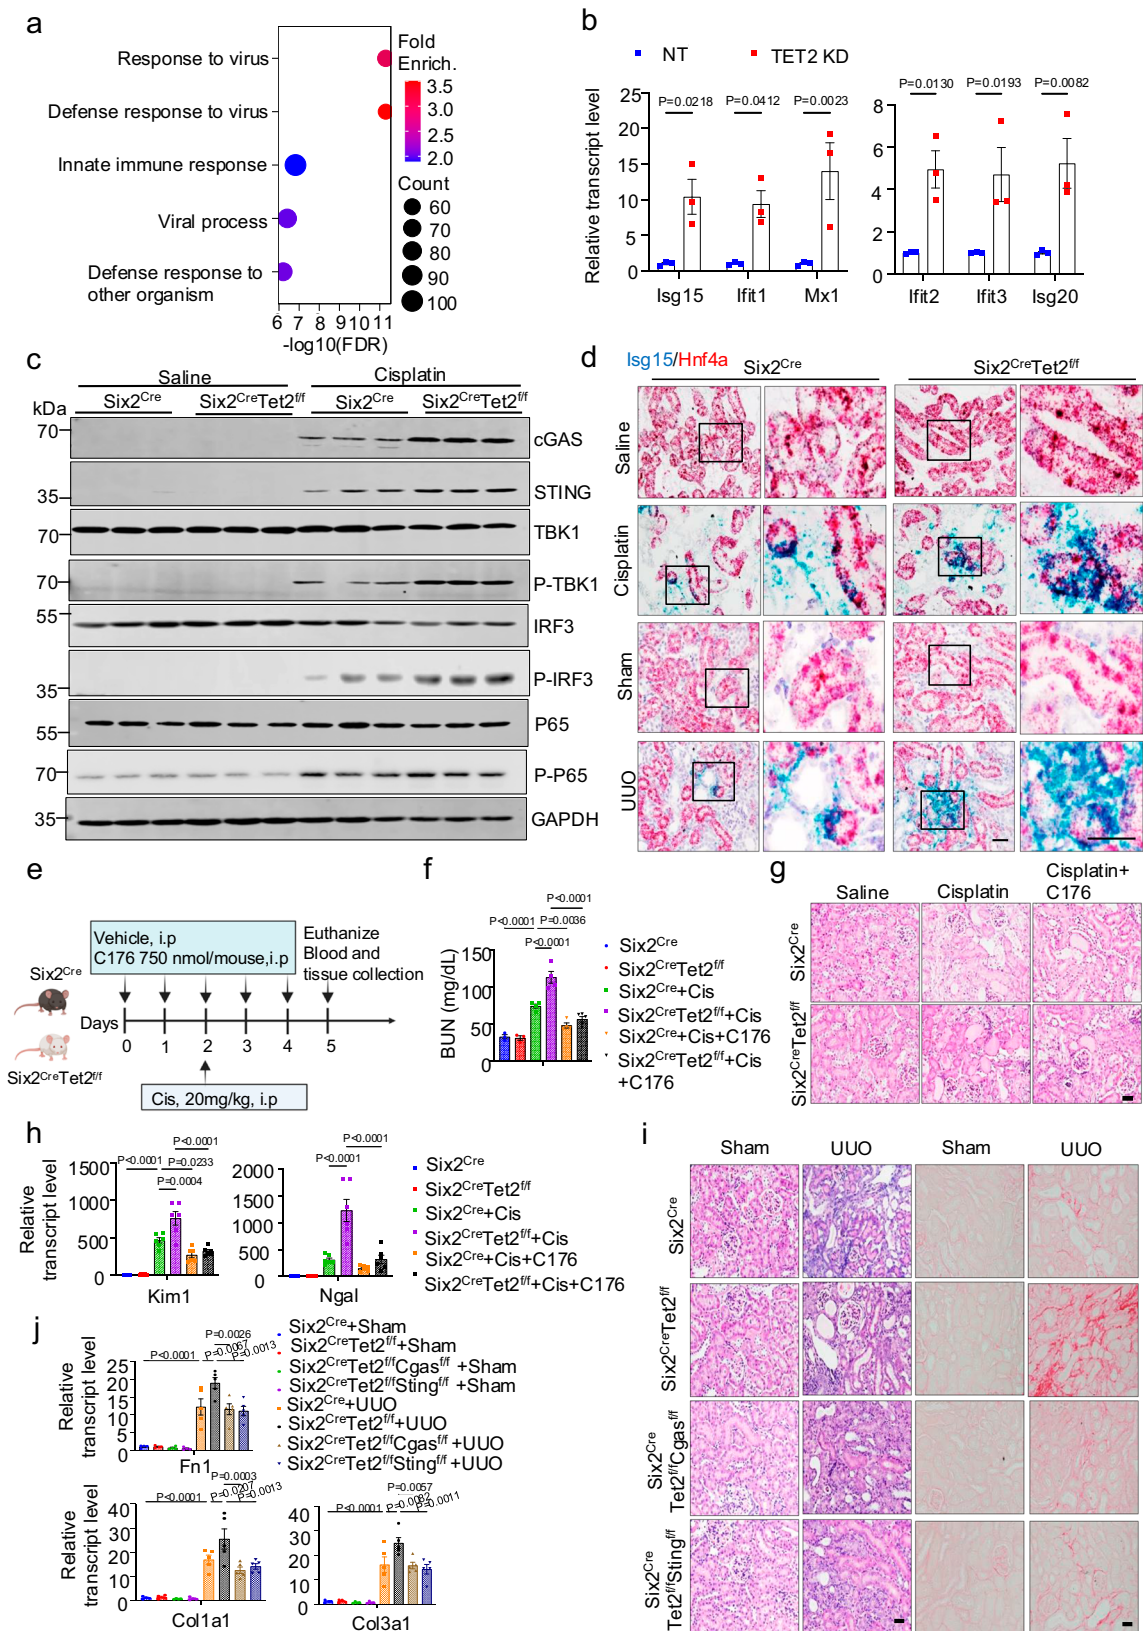 a
Response to virus
Defense response to virus
Innate immune response
Viral process
Defense response to
other organism
6 7 8 9 10 11
-log10(FDR)
Fold
Enrich.
3.5
3.0
2.5
2.0
Count
60
70
80
90
100
b
NT
TET2 KD
Relative transcript level
25
20
15
10
5
0
P=0.0218 P=0.0412 P=0.0023
Isg15 Ifit1 Mx1
8
6
4
2
0
P=0.0130 P=0.0193 P=0.0082
Ifit2 Ifit3 Isg20
c
Saline Cisplatin
Six2Cre Six2CreTet2f/f Six2Cre Six2CreTet2f/f
kDa
70 cGAS
35 STING
70 TBK1
70 P-TBK1
55 IRF3
35 P-IRF3
55 P65
70 P-P65
35 GAPDH
d
Isg15/Hnf4a
Six2Cre Six2CreTet2f/f
Saline
Cisplatin
Sham
UUO
e
Vehicle, i.p
C176 750 nmol/mouse,i.p
Euthanize
Blood and
tissue collection
Six2Cre
Six2CreTet2f/f
Days
0 1 2 3 4 5
Cis, 20mg/kg, i.p
f
P<0.0001
P<0.0001 P=0.0036
P<0.0001
BUN (mg/dL)
150
100
50
0
Six2Cre
Six2CreTet2f/f
Six2Cre+Cis
Six2CreTet2f/f+Cis
Six2Cre+Cis+C176
Six2CreTet2f/f+Cis
+C176
g
Saline Cisplatin Cisplatin+
C176
Six2Cre
Six2CreTet2f/f
h
Relative
transcript level
1500
1000
500
0
P<0.0001
P<0.0001 P=0.0233
P=0.0004
Kim1
2000
1500
1000
500
0
P<0.0001
P<0.0001
Ngal
Six2Cre
Six2CreTet2f/f
Six2Cre+Cis
Six2CreTet2f/f+Cis
Six2Cre+Cis+C176
Six2CreTet2f/f+Cis+C176
i
Sham UUO Sham UUO
Six2Cre
Six2CreTet2f/f
Six2Cre
Tet2f/fCgasf/f
Six2Cre
Tet2f/fStingf/f
j
Relative
transcript level
25
20
15
10
5
0
P<0.0001
P=0.0026
P=0.0067
P=0.0013
Fn1
Six2Cre+Sham
Six2CreTet2f/f+Sham
Six2CreTet2f/fCgasf/f +Sham
Six2CreTet2f/fStingf/f +Sham
Six2Cre+UUO
Six2CreTet2f/f+UUO
Six2CreTet2f/fCgasf/f +UUO
Six2CreTet2f/fStingf/f +UUO
Relative
transcript level
40
30
20
10
0
P<0.0001
P=0.0003
P=0.0207
P=0.0013
Col1a1
40
30
20
10
0
P<0.0001
P=0.0057
P=0.0082
P=0.0011
Col3a1